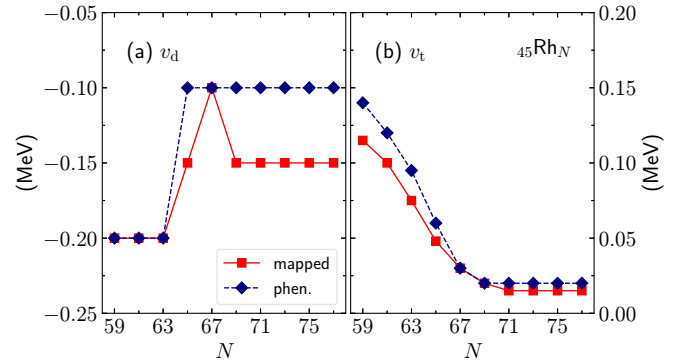 −0.05
−0.10
−0.15
−0.20
−0.25
(MeV)
(a) v_d
mapped
phen.
59 63 67 71 75
N
(b) v_t
₄₅Rh_N
59 63 67 71 75
N
0.20
0.15
0.10
0.05
0.00
(MeV)